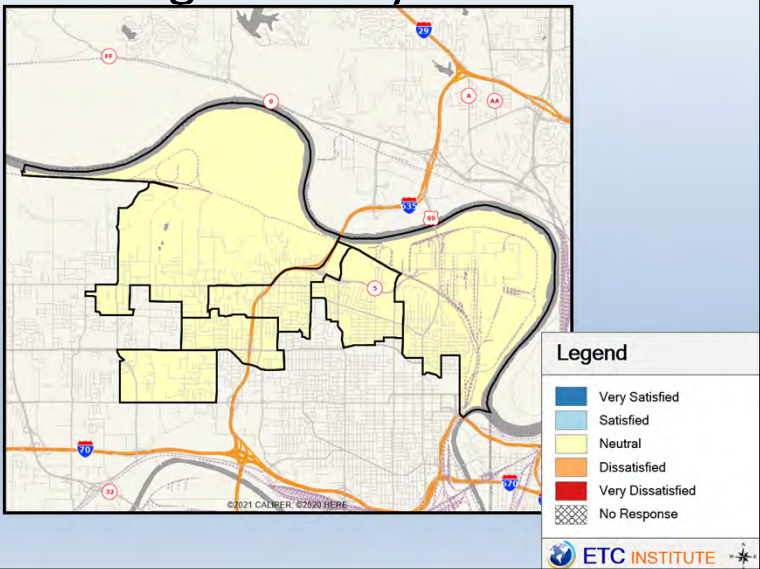 29
FF
9
A
AA
635
69
5
70
32
670
©2021 CALIPER; ©2020 HERE
Legend
Very Satisfied
Satisfied
Neutral
Dissatisfied
Very Dissatisfied
No Response
ETC INSTITUTE